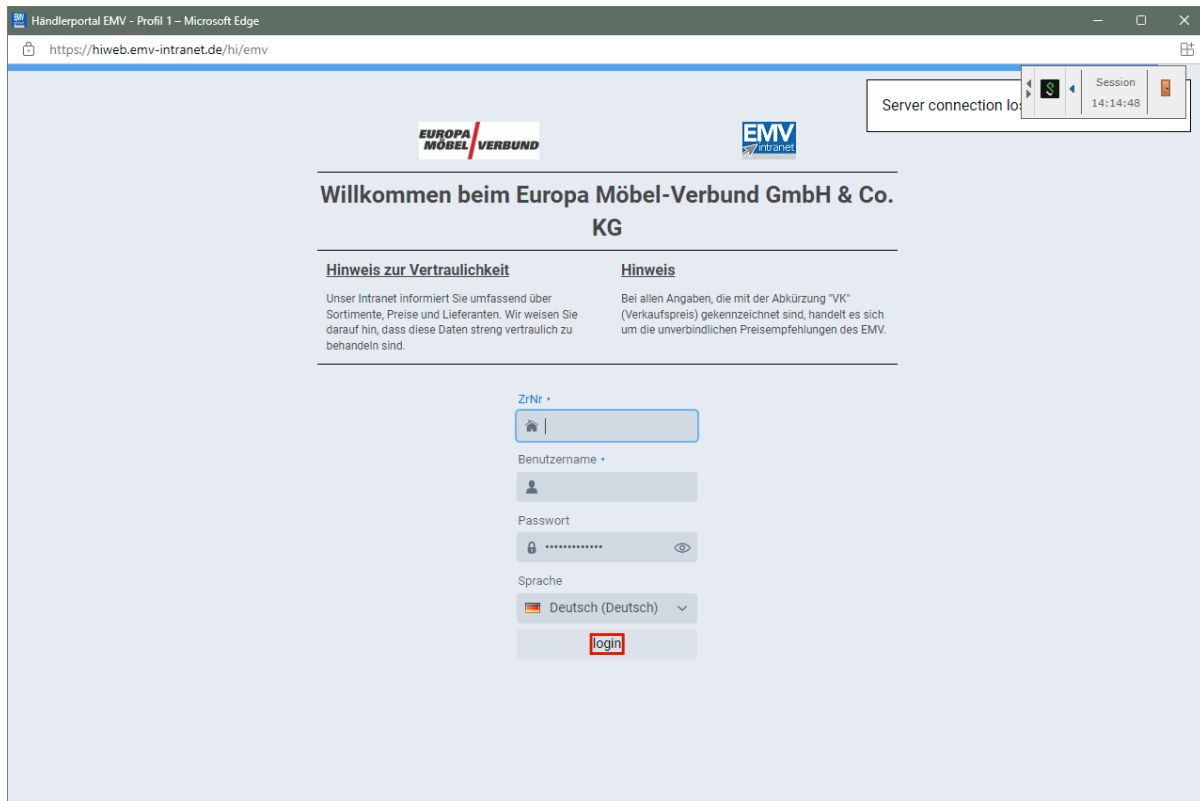 Händlerportal EMV - Profil 1 – Microsoft Edge
https://hiweb.emv-intranet.de/hi/emv
Session
14:14:48
Server connection
EUROPA
MÖBEL VERBUND
EMV
intranet
Willkommen beim Europa Möbel-Verbund GmbH & Co.
KG
Hinweis zur Vertraulichkeit
Unser Intranet informiert Sie umfassend über
Sortimente, Preise und Lieferanten. Wir weisen Sie
darauf hin, dass diese Daten streng vertraulich zu
behandeln sind.
Hinweis
Bei allen Angaben, die mit der Abkürzung "VK"
(Verkaufspreis) gekennzeichnet sind, handelt es sich
um die unverbindlichen Preisempfehlungen des EMV.
ZrNr •
Benutzername •
Passwort
•••••••••••••
Sprache
Deutsch (Deutsch)
login